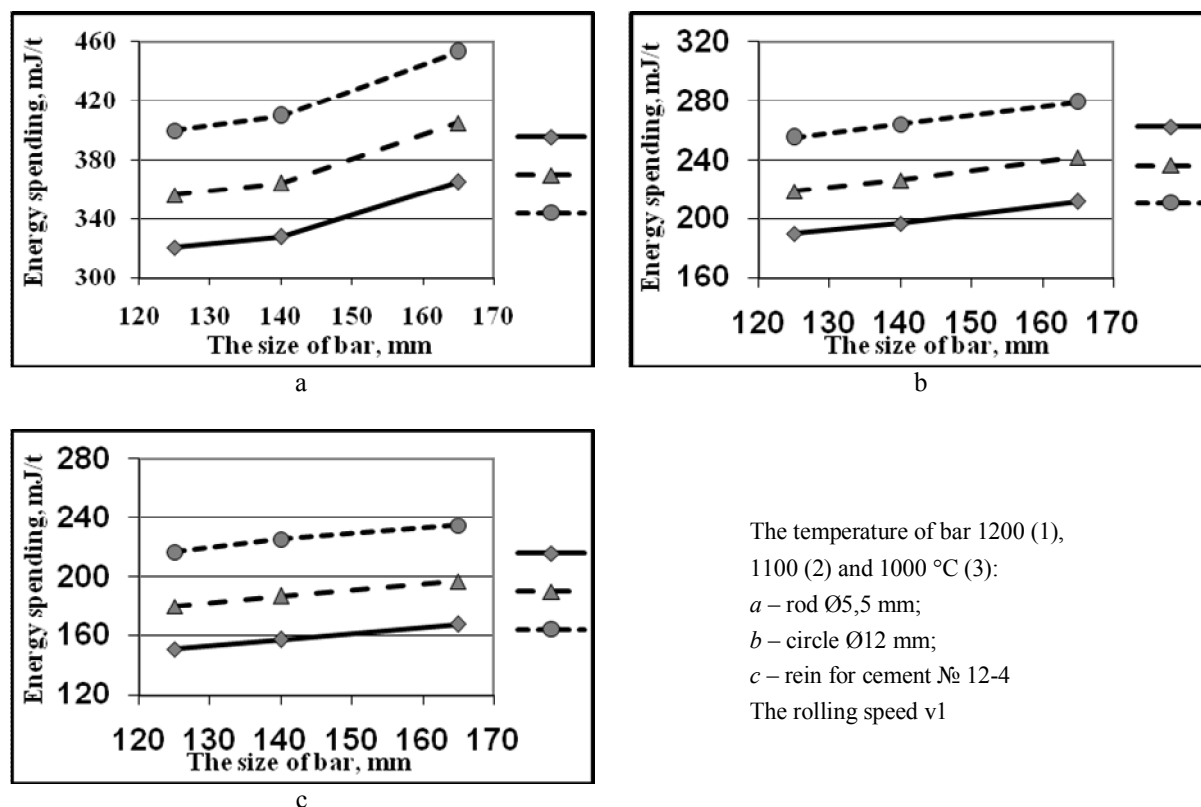 Energy spending, mJ/t
460
420
380
340
300
120 130 140 150 160 170
The size of bar, mm
a
Energy spending, mJ/t
320
280
240
200
160
120 130 140 150 160 170
The size of bar, mm
b
Energy spending, mJ/t
280
240
200
160
120
120 130 140 150 160 170
The size of bar, mm
c
The temperature of bar 1200 (1),
1100 (2) and 1000 °C (3):
a – rod Ø5,5 mm;
b – circle Ø12 mm;
c – rein for cement № 12-4
The rolling speed v1